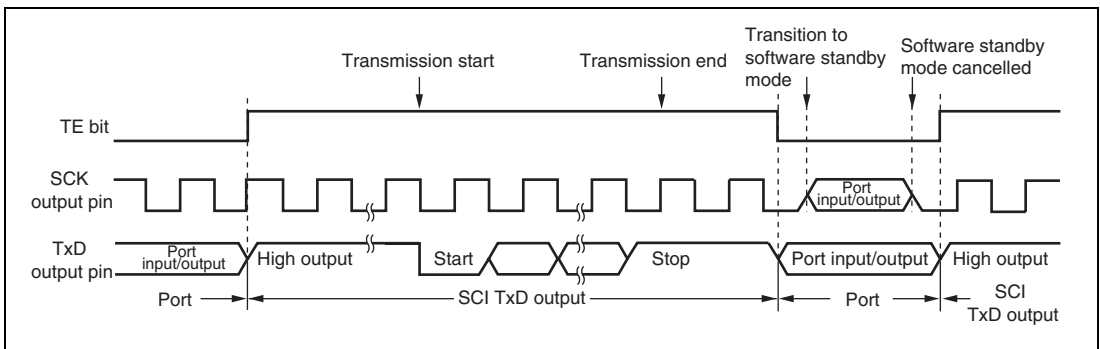 Transmission start
Transmission end
Transition to
software standby
mode
Software standby
mode cancelled
TE bit
SCK
output pin
Port
input/output
TxD
output pin
Port
input/output
High output
Start
Stop
Port input/output
High output
Port
SCI TxD output
Port
SCI
TxD output